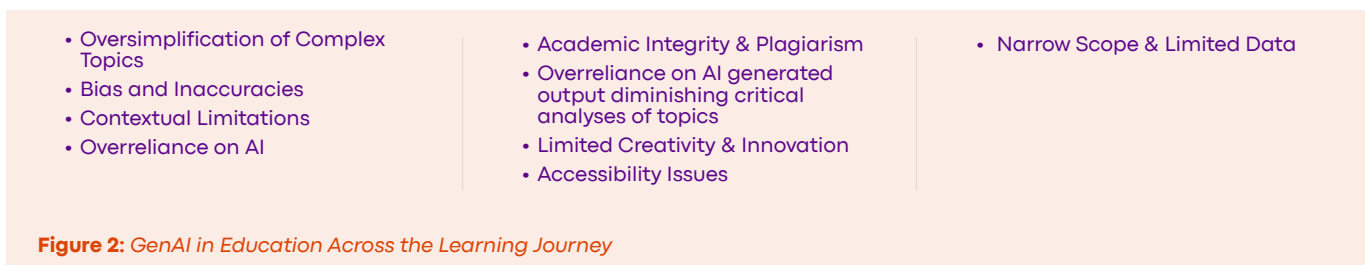 • Oversimplification of Complex
Topics
• Bias and Inaccuracies
• Contextual Limitations
• Overreliance on AI
• Academic Integrity & Plagiarism
• Overreliance on AI generated
output diminishing critical
analyses of topics
• Limited Creativity & Innovation
• Accessibility Issues
• Narrow Scope & Limited Data
Figure 2: GenAI in Education Across the Learning Journey